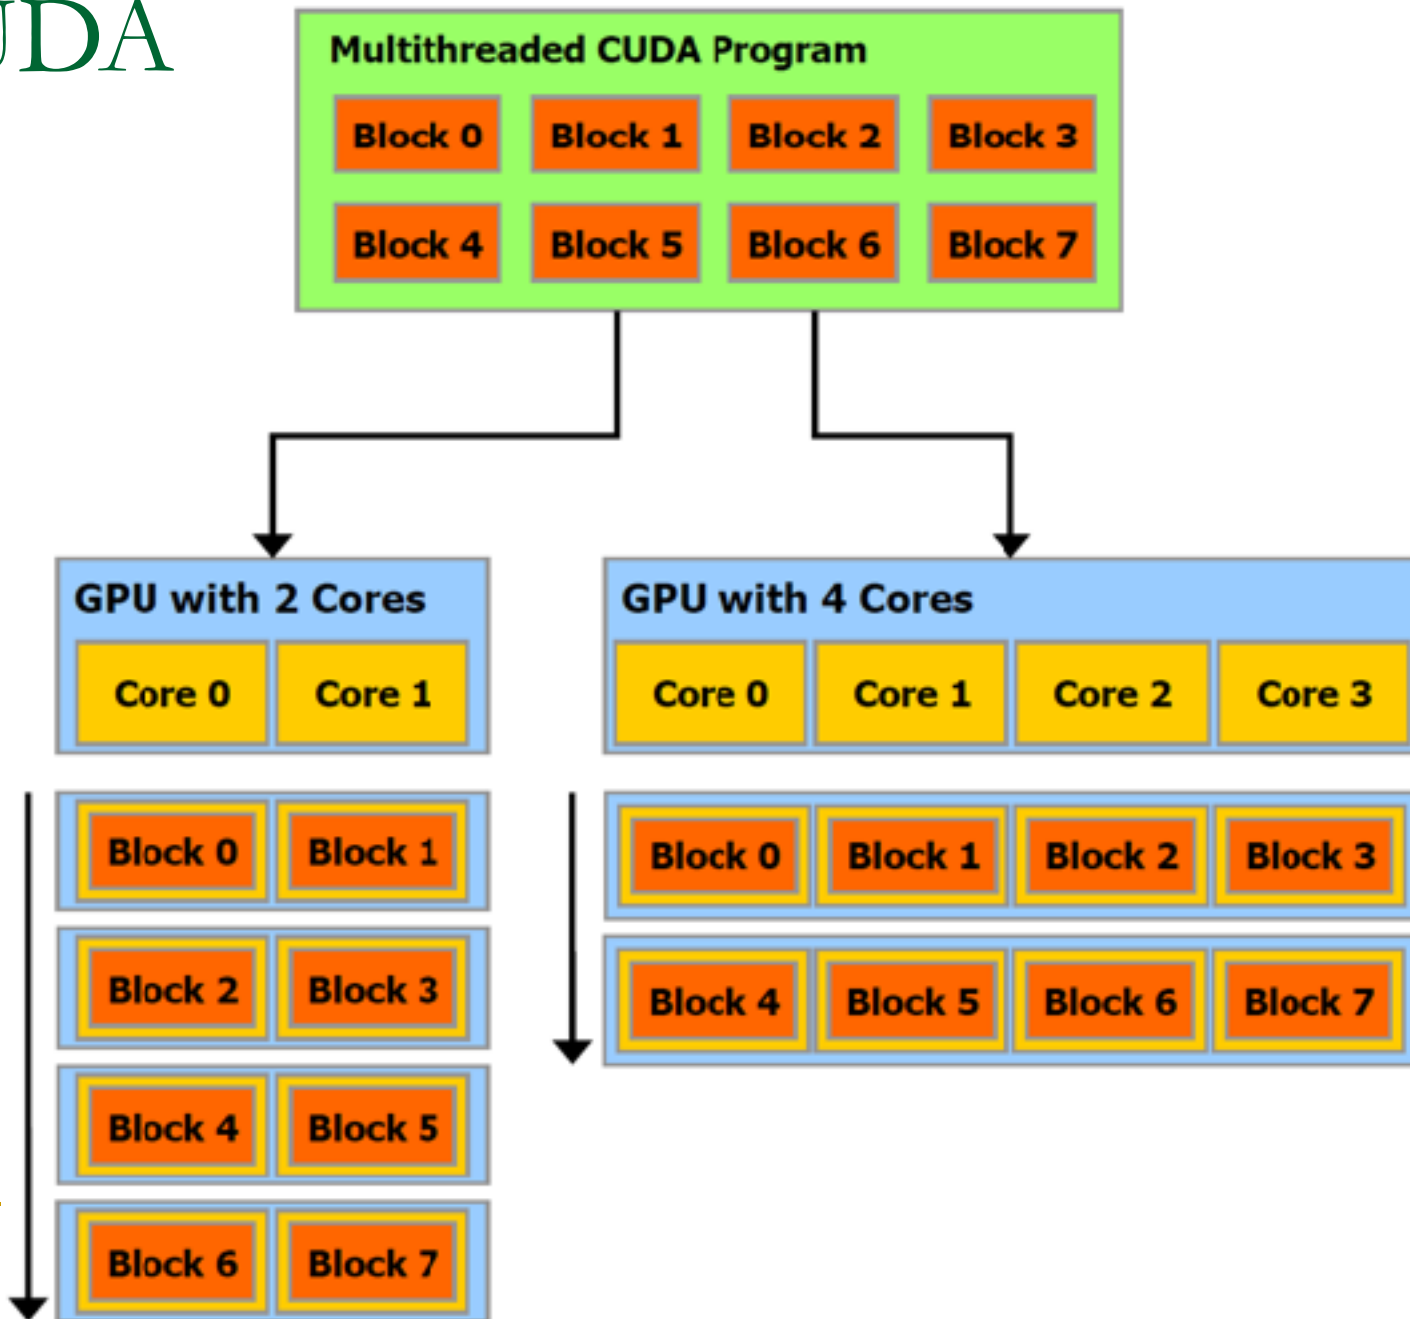 UDA
Multithreaded CUDA Program
Block 0 Block 1 Block 2 Block 3
Block 4 Block 5 Block 6 Block 7
GPU with 2 Cores
Core 0 Core 1
Block 0 Block 1
Block 2 Block 3
Block 4 Block 5
Block 6 Block 7
GPU with 4 Cores
Core 0 Core 1 Core 2 Core 3
Block 0 Block 1 Block 2 Block 3
Block 4 Block 5 Block 6 Block 7